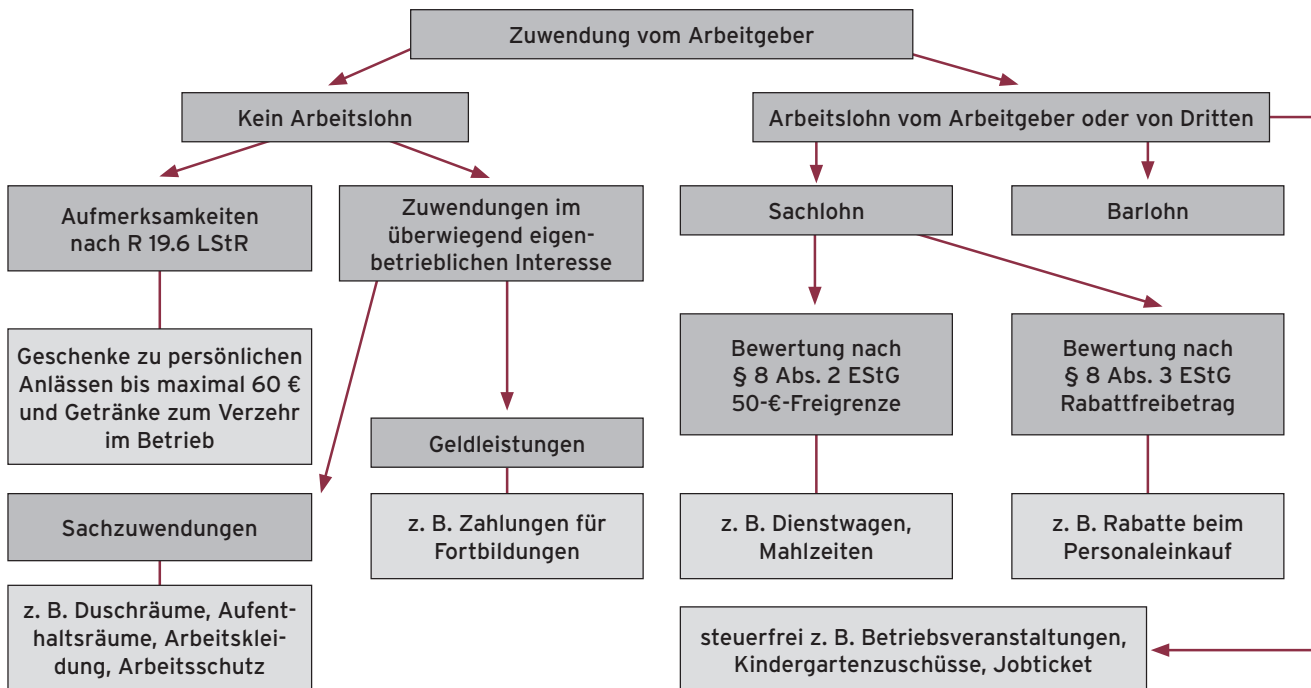 Zuwendung vom Arbeitgeber
Kein Arbeitslohn
Arbeitslohn vom Arbeitgeber oder von Dritten
Aufmerksamkeiten
nach R 19.6 LStR
Zuwendungen im
überwiegend eigen-
betrieblichen Interesse
Sachlohn
Barlohn
Geschenke zu persönlichen
Anlässen bis maximal 60 €
und Getränke zum Verzehr
im Betrieb
Bewertung nach
§ 8 Abs. 2 EStG
50-€-Freigrenze
Bewertung nach
§ 8 Abs. 3 EStG
Rabattfreibetrag
Geldleistungen
Sachzuwendungen
z. B. Zahlungen für
Fortbildungen
z. B. Dienstwagen,
Mahlzeiten
z. B. Rabatte beim
Personaleinkauf
z. B. Duschräume, Aufent-
haltsräume, Arbeitsklei-
dung, Arbeitsschutz
steuerfrei z. B. Betriebsveranstaltungen,
Kindergartenzuschüsse, Jobticket